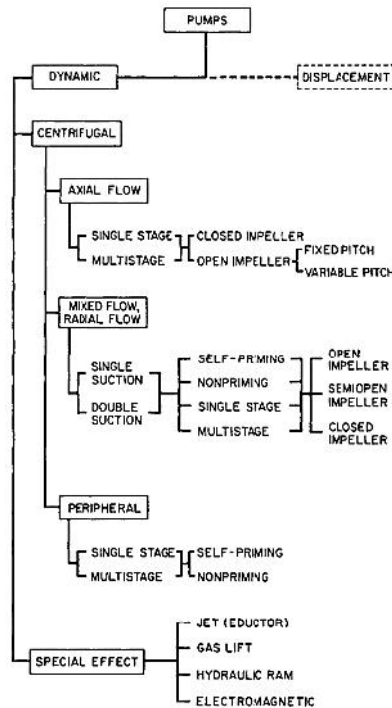 PUMPS
DYNAMIC
DISPLACEMENT
CENTRIFUGAL
AXIAL FLOW
SINGLE STAGE
MULTISTAGE
CLOSED IMPELLER
OPEN IMPELLER
FIXED PITCH
VARIABLE PITCH
MIXED FLOW,
RADIAL FLOW
SINGLE
SUCTION
DOUBLE
SUCTION
SELF-PRIMING
NONPRIMING
SINGLE STAGE
MULTISTAGE
OPEN
IMPELLER
SEMIOPEN
IMPELLER
CLOSED
IMPELLER
PERIPHERAL
SINGLE STAGE
MULTISTAGE
SELF-PRIMING
NONPRIMING
SPECIAL EFFECT
JET (EDUCTOR)
GAS LIFT
HYDRAULIC RAM
ELECTROMAGNETIC